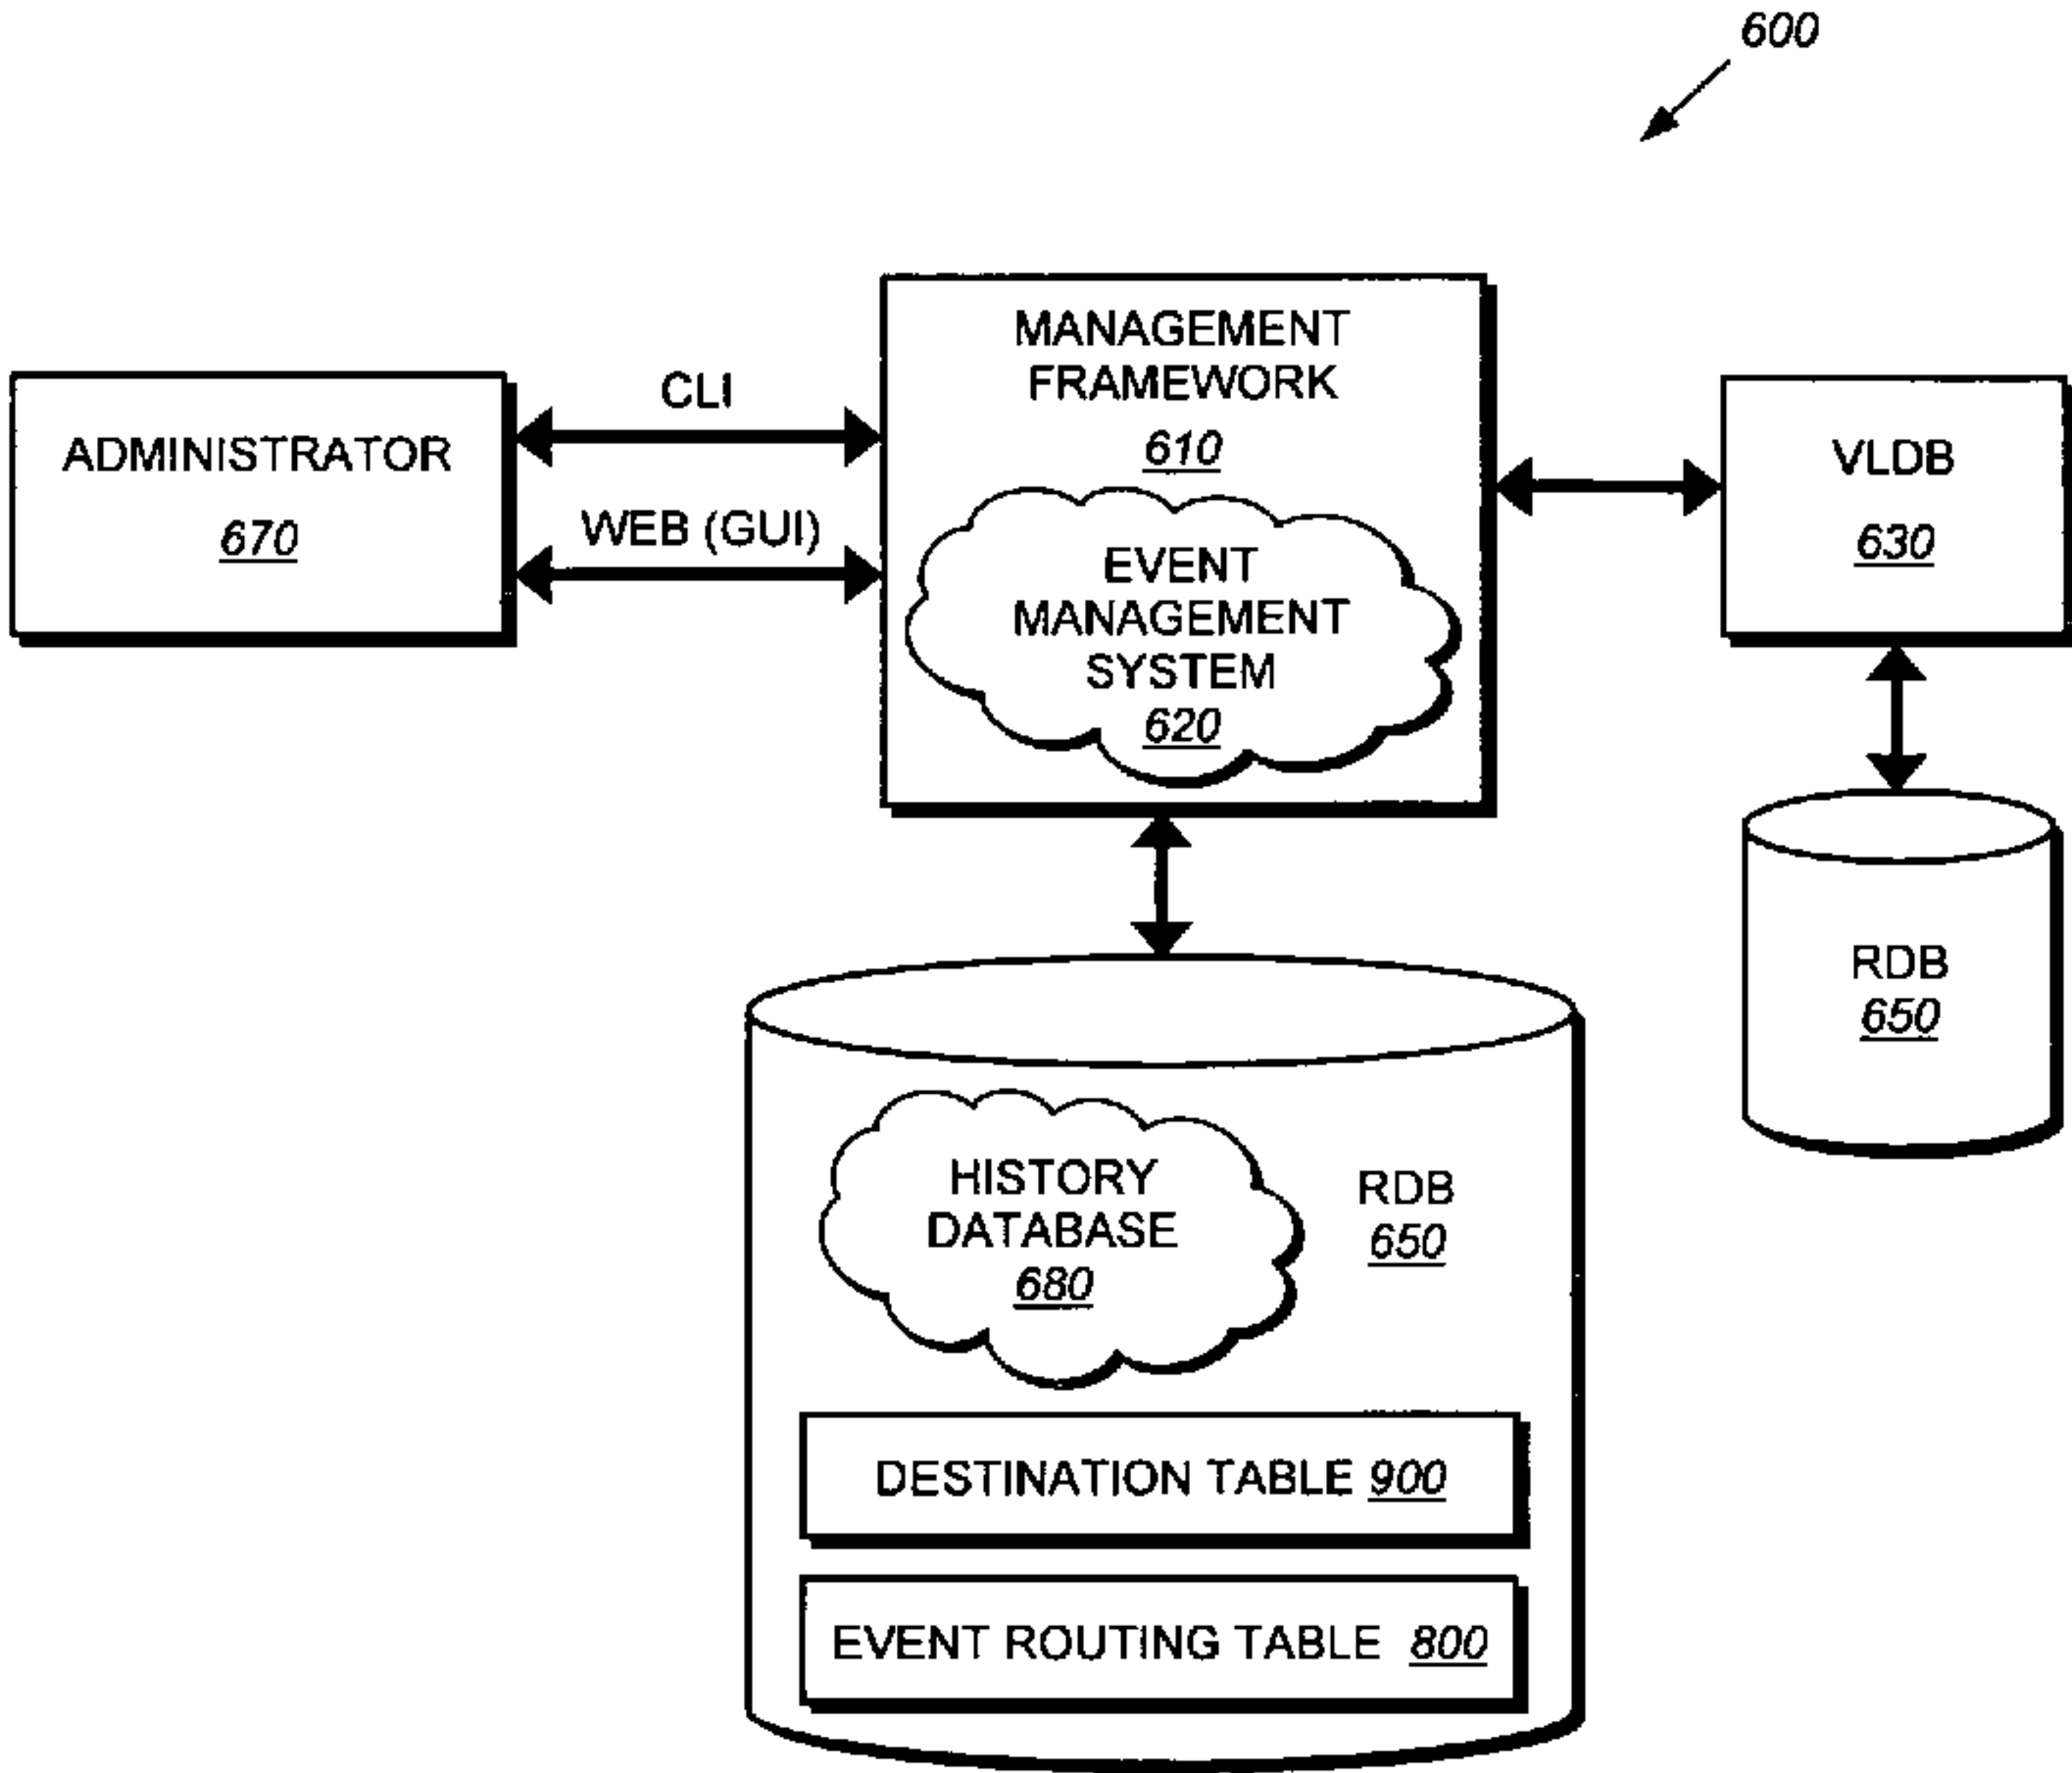 600
MANAGEMENT
FRAMEWORK
610
EVENT
MANAGEMENT
SYSTEM
620
ADMINISTRATOR
670
CLI
WEB (GUI)
VLDB
630
RDB
650
HISTORY
DATABASE
680
RDB
650
DESTINATION TABLE 900
EVENT ROUTING TABLE 800